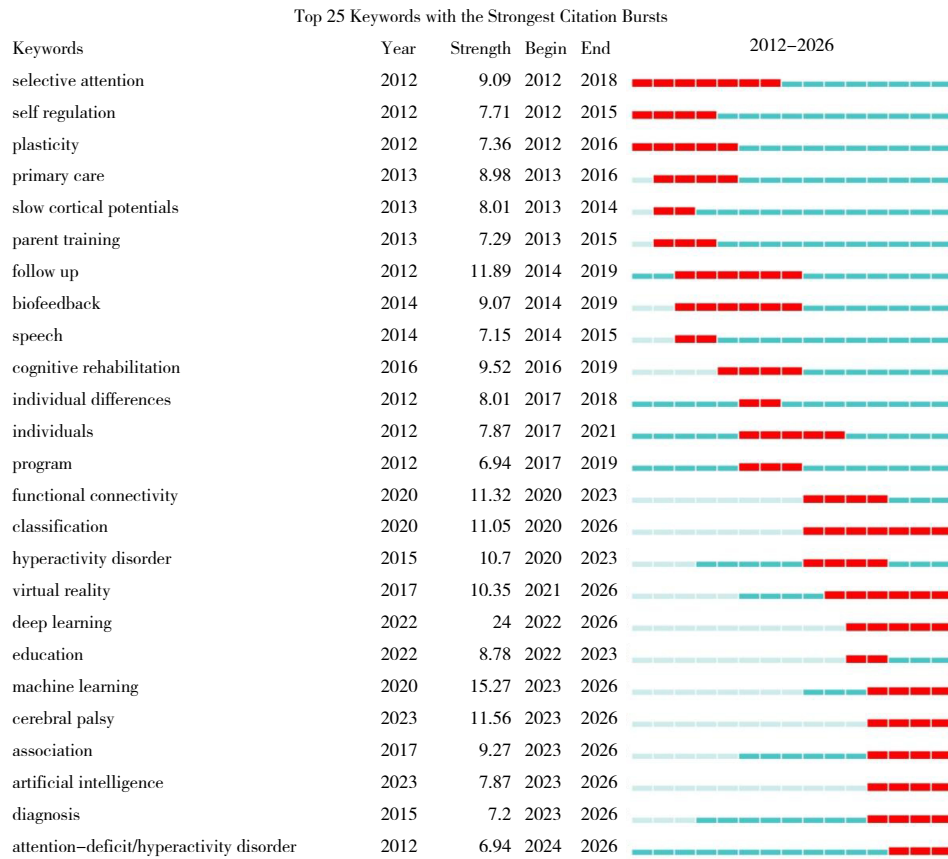 Top 25 Keywords with the Strongest Citation Bursts
Keywords Year Strength Begin End 2012–2026
selective attention 2012 9.09 2012 2018
self regulation 2012 7.71 2012 2015
plasticity 2012 7.36 2012 2016
primary care 2013 8.98 2013 2016
slow cortical potentials 2013 8.01 2013 2014
parent training 2013 7.29 2013 2015
follow up 2012 11.89 2014 2019
biofeedback 2014 9.07 2014 2019
speech 2014 7.15 2014 2015
cognitive rehabilitation 2016 9.52 2016 2019
individual differences 2012 8.01 2017 2018
individuals 2012 7.87 2017 2021
program 2012 6.94 2017 2019
functional connectivity 2020 11.32 2020 2023
classification 2020 11.05 2020 2026
hyperactivity disorder 2015 10.7 2020 2023
virtual reality 2017 10.35 2021 2026
deep learning 2022 24 2022 2026
education 2022 8.78 2022 2023
machine learning 2020 15.27 2023 2026
cerebral palsy 2023 11.56 2023 2026
association 2017 9.27 2023 2026
artificial intelligence 2023 7.87 2023 2026
diagnosis 2015 7.2 2023 2026
attention–deficit/hyperactivity disorder 2012 6.94 2024 2026